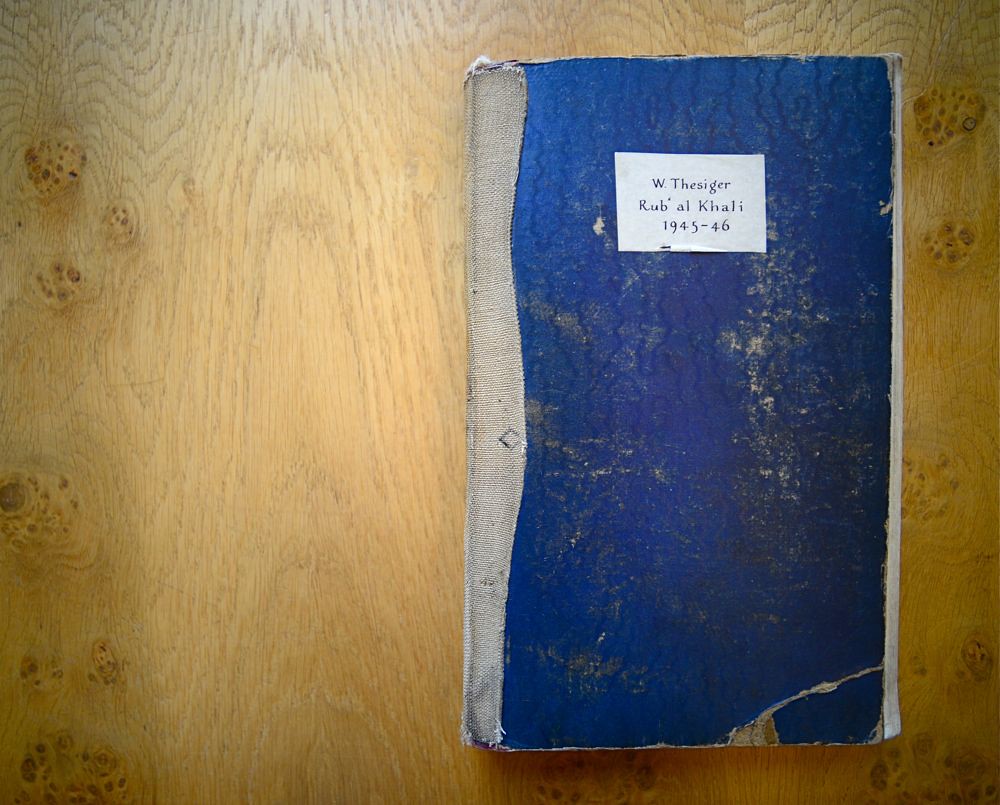 W. Thesiger
Rub' al Khali
1945-46